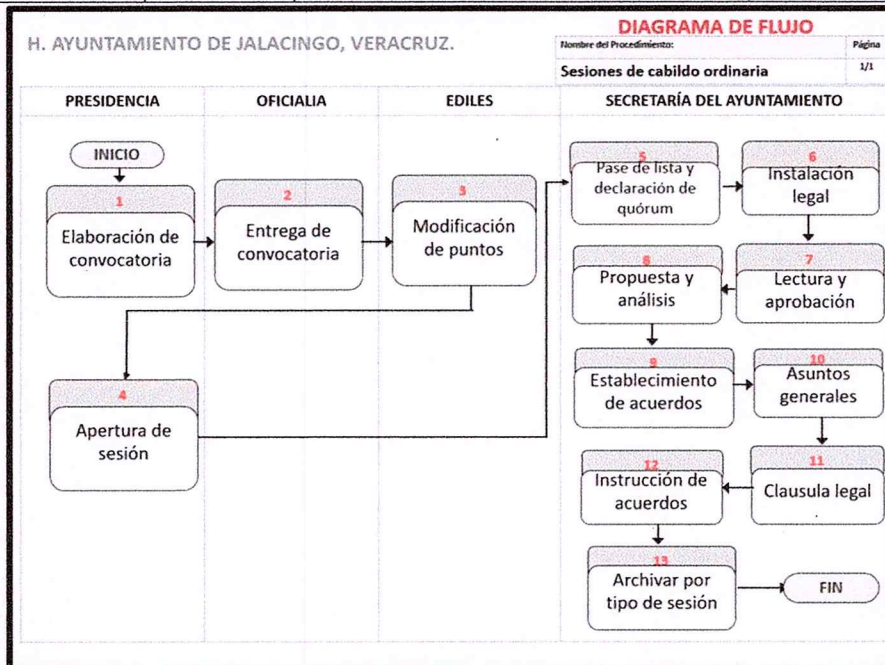 DIAGRAMA DE FLUJO
H. AYUNTAMIENTO DE JALACINGO, VERACRUZ.
Nombre del Procedimiento:
Página
Sesiones de cabildo ordinaria
1/1
PRESIDENCIA
OFICIALIA
EDILES
SECRETARÍA DEL AYUNTAMIENTO
INICIO
1
Elaboración de
convocatoria
2
Entrega de
convocatoria
3
Modificación
de puntos
4
Apertura de
sesión
5
Pase de lista y
declaración de
quórum
6
Instalación
legal
7
Lectura y
aprobación
8
Propuesta y
análisis
9
Establecimiento
de acuerdos
10
Asuntos
generales
11
Clausula legal
12
Instrucción de
acuerdos
13
Archivar por
tipo de sesión
FIN